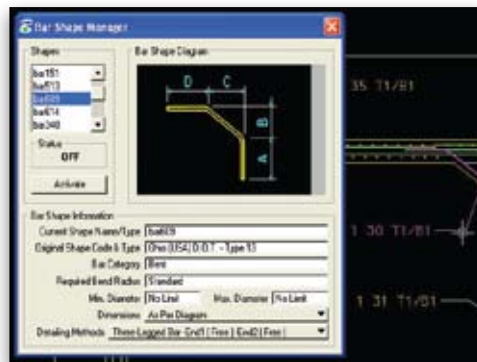 Bar Shape Manager
Shapes
bar151
bar513
bar609
bar614
bar340
Status
OFF
Activate
Bar Shape Diagram
D C
B
A
Bar Shape Information
Current Shape Name/Type bar609
Original Shape Code & Type Ohio (USA) D.O.T. - Type 13
Bar Category Bent
Required Bend Radius Standard
Min. Diameter No Limit Max. Diameter No Limit
Dimensions As Per Diagram
Detailing Methods Three Legged Bar End1 ( Free ) End2 ( Free )
35 T1/B1
1 30 T1/B1
1 31 T1/B1